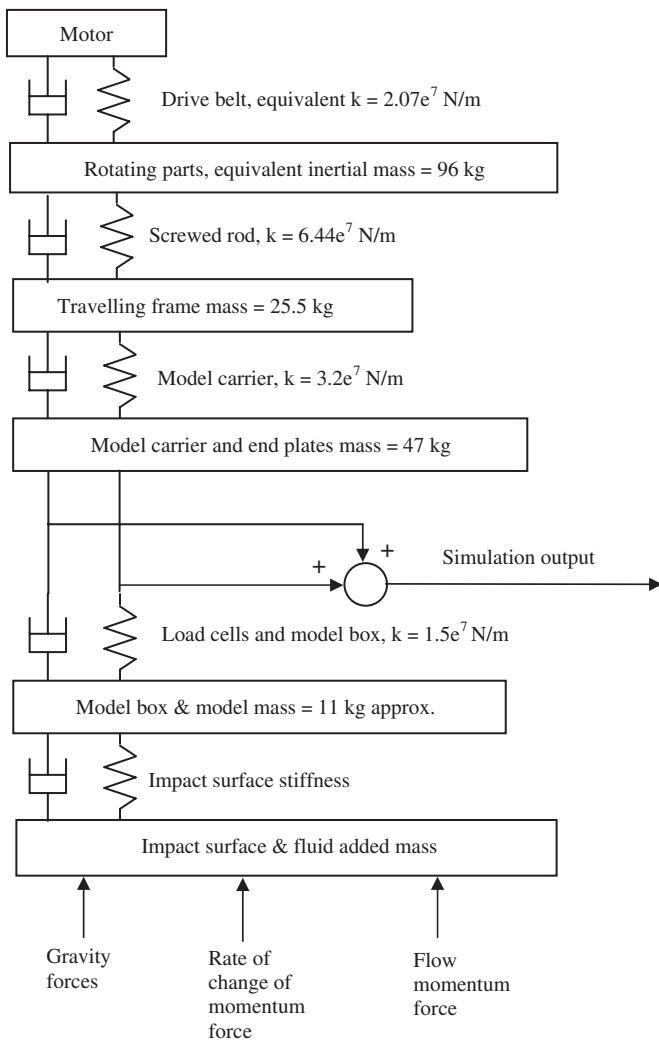 Motor
Drive belt, equivalent k = 2.07e⁷ N/m
Rotating parts, equivalent inertial mass = 96 kg
Screwed rod, k = 6.44e⁷ N/m
Travelling frame mass = 25.5 kg
Model carrier, k = 3.2e⁷ N/m
Model carrier and end plates mass = 47 kg
+
+
Simulation output
Load cells and model box, k = 1.5e⁷ N/m
Model box & model mass = 11 kg approx.
Impact surface stiffness
Impact surface & fluid added mass
Gravity
forces
Rate of
change of
momentum
force
Flow
momentum
force